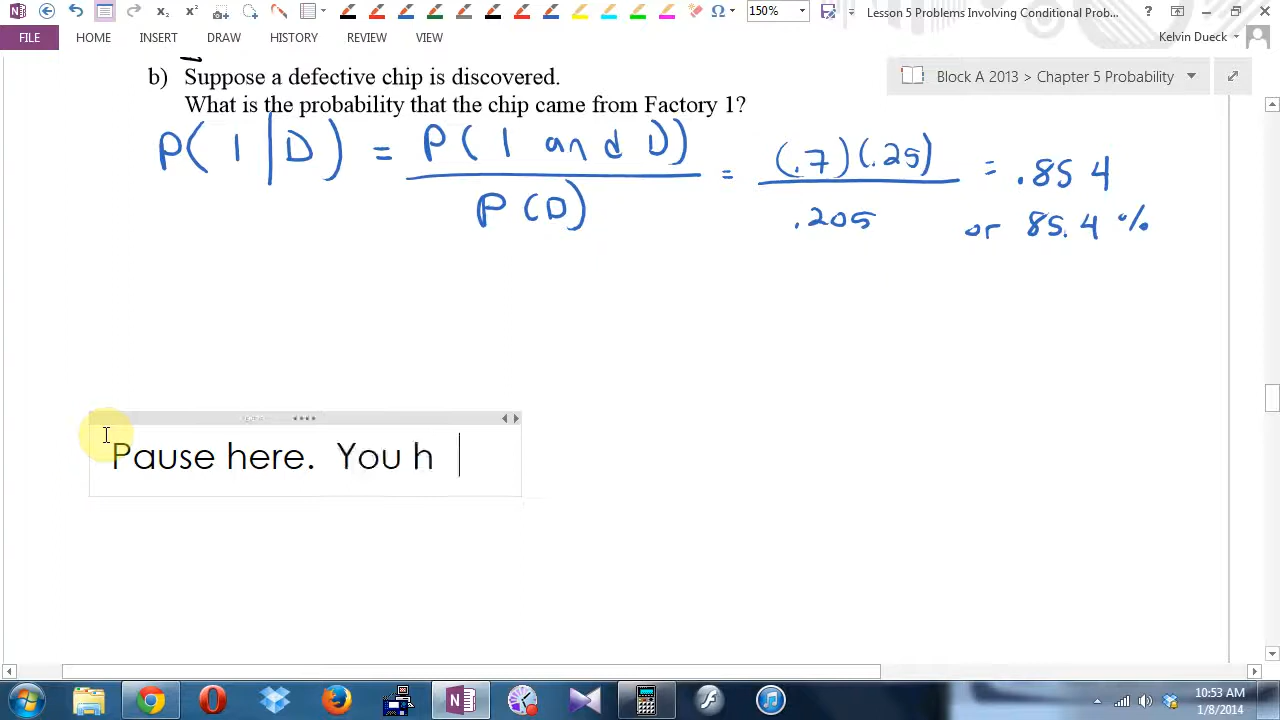 150%
Lesson 5 Problems Involving Conditional Prob...
FILE HOME INSERT DRAW HISTORY REVIEW VIEW
Kelvin Dueck
Block A 2013 > Chapter 5 Probability
b) Suppose a defective chip is discovered.
What is the probability that the chip came from Factory 1?
P( 1 | D ) = P( 1 and D) / P(D) = (.7)(.25) / .205 = .854
or 85.4 %
Pause here. You h
10:53 AM
1/8/2014